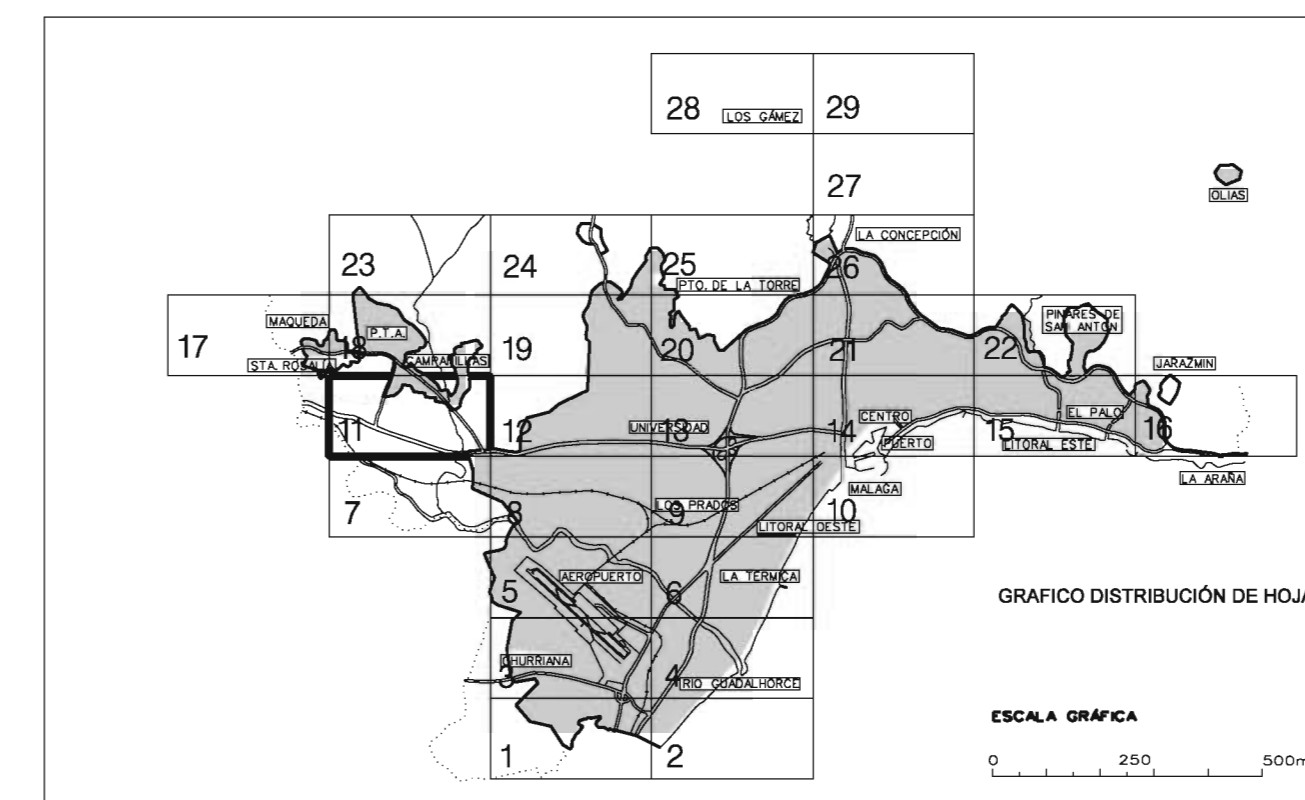 28
LOS GÁMEZ
29
27
OLIAS
LA CONCEPCIÓN
23
24
25
26
PTO. DE LA TORRE
MAQUEDA
P.T.A.
PINARES DE
SAN ANTON
17
18
CAMPANILLAS
19
20
21
22
STA. ROSALIA
JARAZMIN
11
12
UNIVERSIDAD
13
14
CENTRO
PUERTO
15
EL PALO
LITORAL ESTE
16
LA ARAÑA
MALAGA
7
8
LOS PRADOS
9
10
LITORAL OESTE
5
AEROPUERTO
6
LA TERMICA
GRAFICO DISTRIBUCIÓN DE HOJA
CHURRIANA
3
4
RIO GUADALHORCE
ESCALA GRÁFICA
1
2
0 250 500m